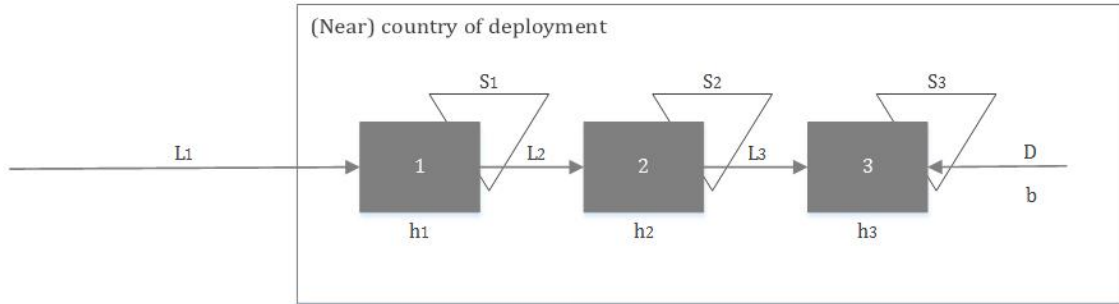 (Near) country of deployment
S1
S2
S3
L1
1
L2
2
L3
3
D
b
h1
h2
h3